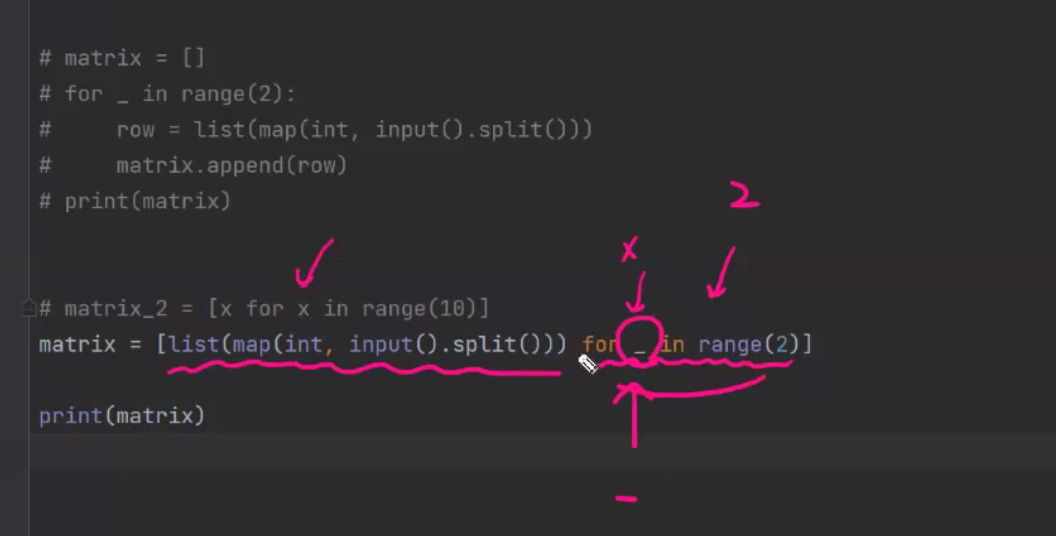 # matrix = []
# for _ in range(2):
#     row = list(map(int, input().split()))
#     matrix.append(row)
# print(matrix)
2
x
# matrix_2 = [x for x in range(10)]
matrix = [list(map(int, input().split())) for _ in range(2)]
print(matrix)
_